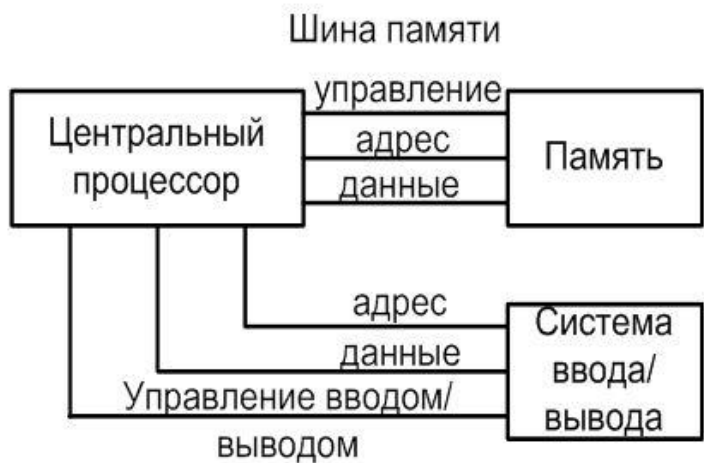 Шина памяти
управление
Центральный
процессор
адрес
данные
Память
адрес
данные
Управление вводом/
выводом
Система
ввода/
вывода